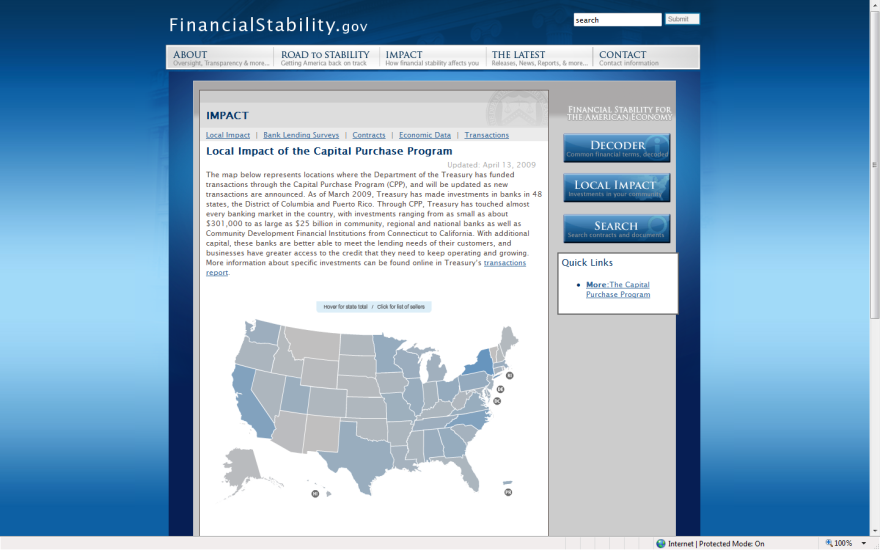 FinancialStability.gov
search
Submit
ABOUT
Oversight, Transparency & more...
ROAD TO STABILITY
Getting America back on track
IMPACT
How financial stability affects you
THE LATEST
Releases, News, Reports, & more...
CONTACT
Contact Information
IMPACT
Local Impact | Bank Lending Surveys | Contracts | Economic Data | Transactions
Local Impact of the Capital Purchase Program
Updated: April 13, 2009
The map below represents locations where the Department of the Treasury has funded
transactions through the Capital Purchase Program (CPP), and will be updated as new
transactions are announced. As of March 2009, Treasury has made investments in banks in 48
states, the District of Columbia and Puerto Rico. Through CPP, Treasury has touched almost
every banking market in the country, with investments ranging from as small as about
$301,000 to as large as $25 billion in community, regional and national banks as well as
Community Development Financial Institutions from Connecticut to California. With additional
capital, these banks are better able to meet the lending needs of their customers, and
businesses have greater access to the credit that they need to keep operating and growing.
More information about specific investments can be found online in Treasury's transactions
report.
Hover for state total / Click for list of sellers
FINANCIAL STABILITY FOR
THE AMERICAN ECONOMY
DECODER
Common financial terms, decoded
LOCAL IMPACT
Investments in your community
SEARCH
Search contracts and documents
Quick Links
More:The Capital
Purchase Program
Internet | Protected Mode: On
100%